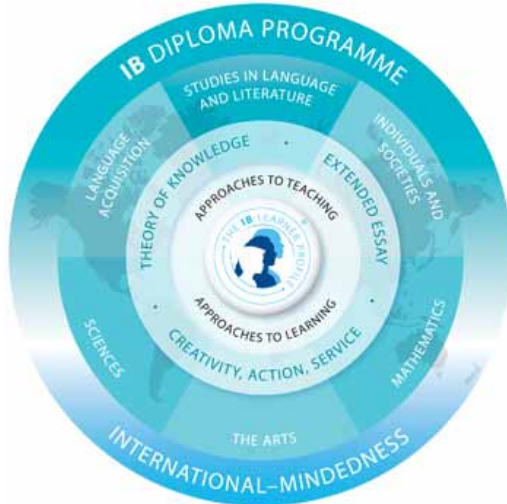 IB DIPLOMA PROGRAMME
STUDIES IN LANGUAGE
AND LITERATURE
LANGUAGE
ACQUISITION
INDIVIDUALS AND
SOCIETIES
THEORY OF KNOWLEDGE
EXTENDED ESSAY
APPROACHES TO TEACHING
THE IB LEARNER PROFILE
APPROACHES TO LEARNING
CREATIVITY, ACTION, SERVICE
SCIENCES
MATHEMATICS
THE ARTS
INTERNATIONAL–MINDEDNESS